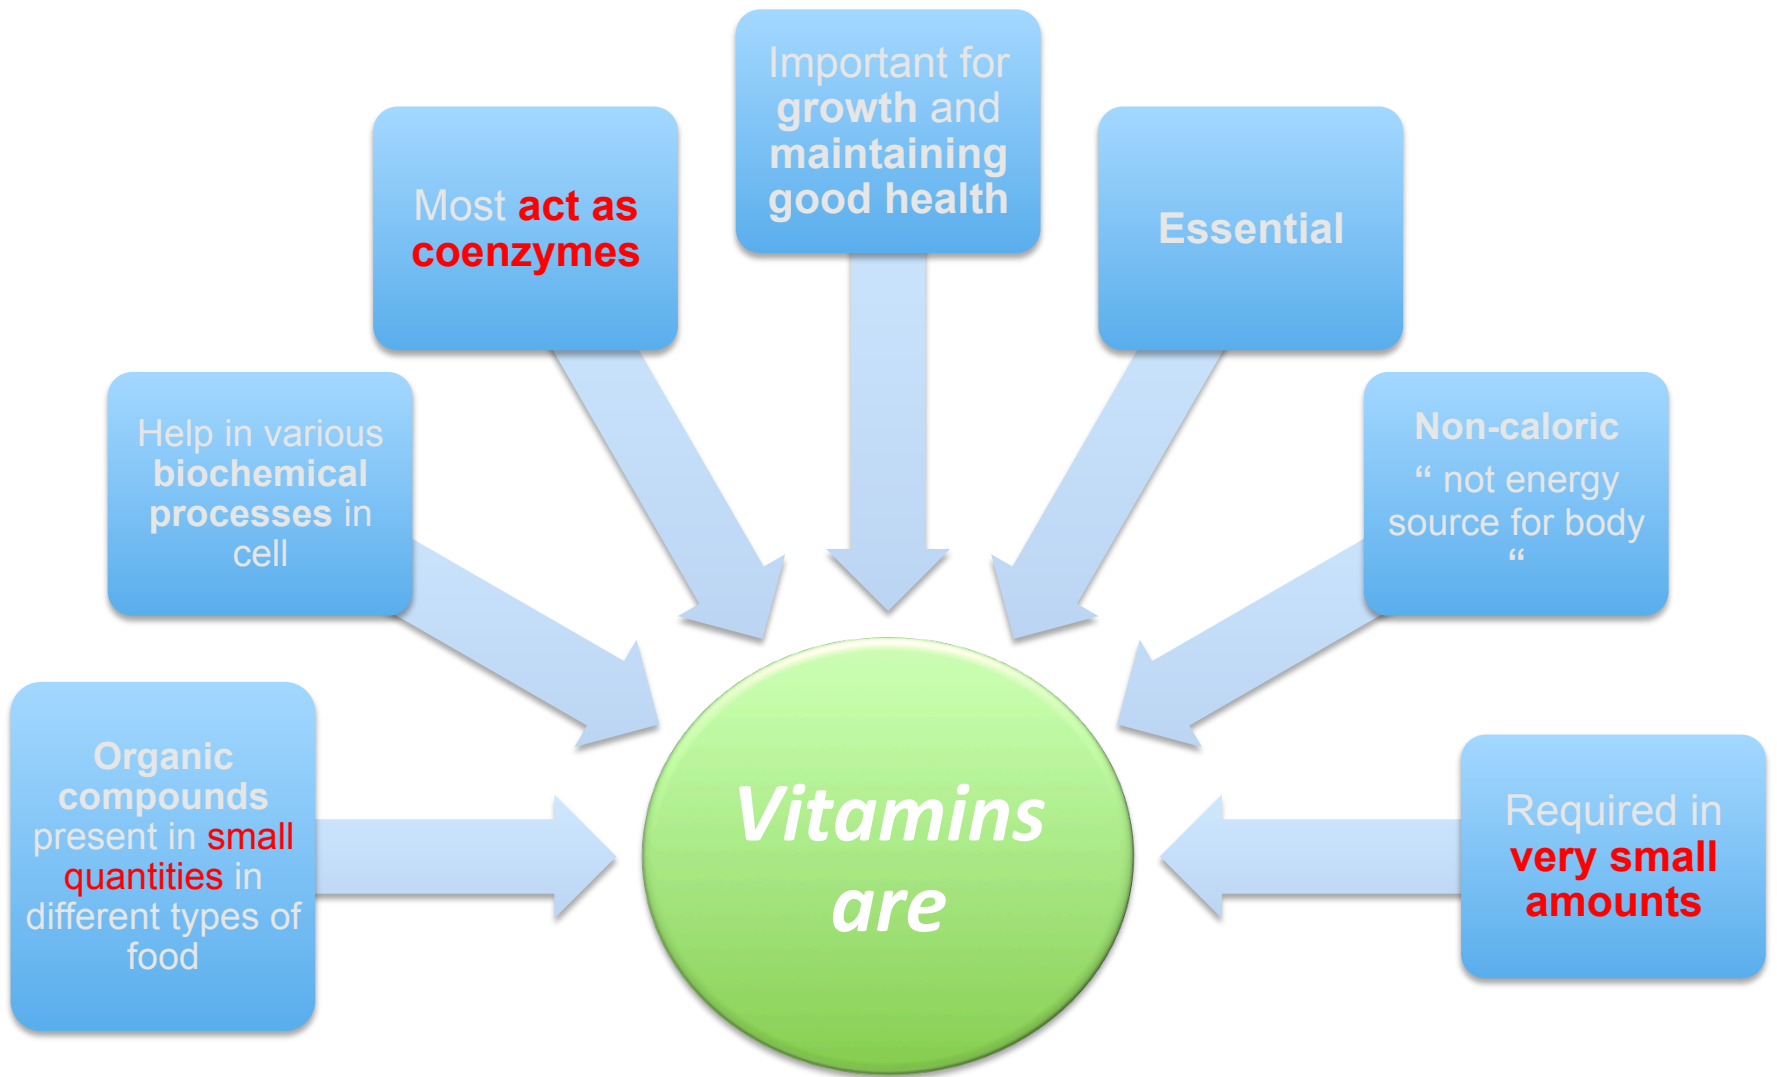 Organic
compounds
present in small
quantities in
different types of
food
Help in various
biochemical
processes in
cell
Most act as
coenzymes
Important for
growth and
maintaining
good health
Essential
Non-caloric
“ not energy
source for body
“
Required in
very small
amounts
Vitamins
are